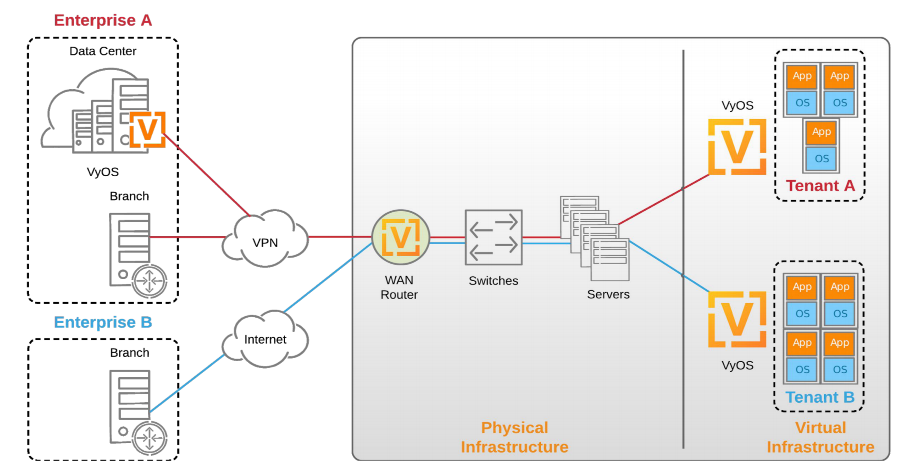 Enterprise A
Data Center
V
VyOS
Branch
VPN
Enterprise B
Branch
Internet
V
WAN
Router
Switches
Servers
Physical
Infrastructure
VyOS
V
App App
OS OS
App
OS
Tenant A
V
VyOS
App App
OS OS
App App
OS OS
Tenant B
Virtual
Infrastructure